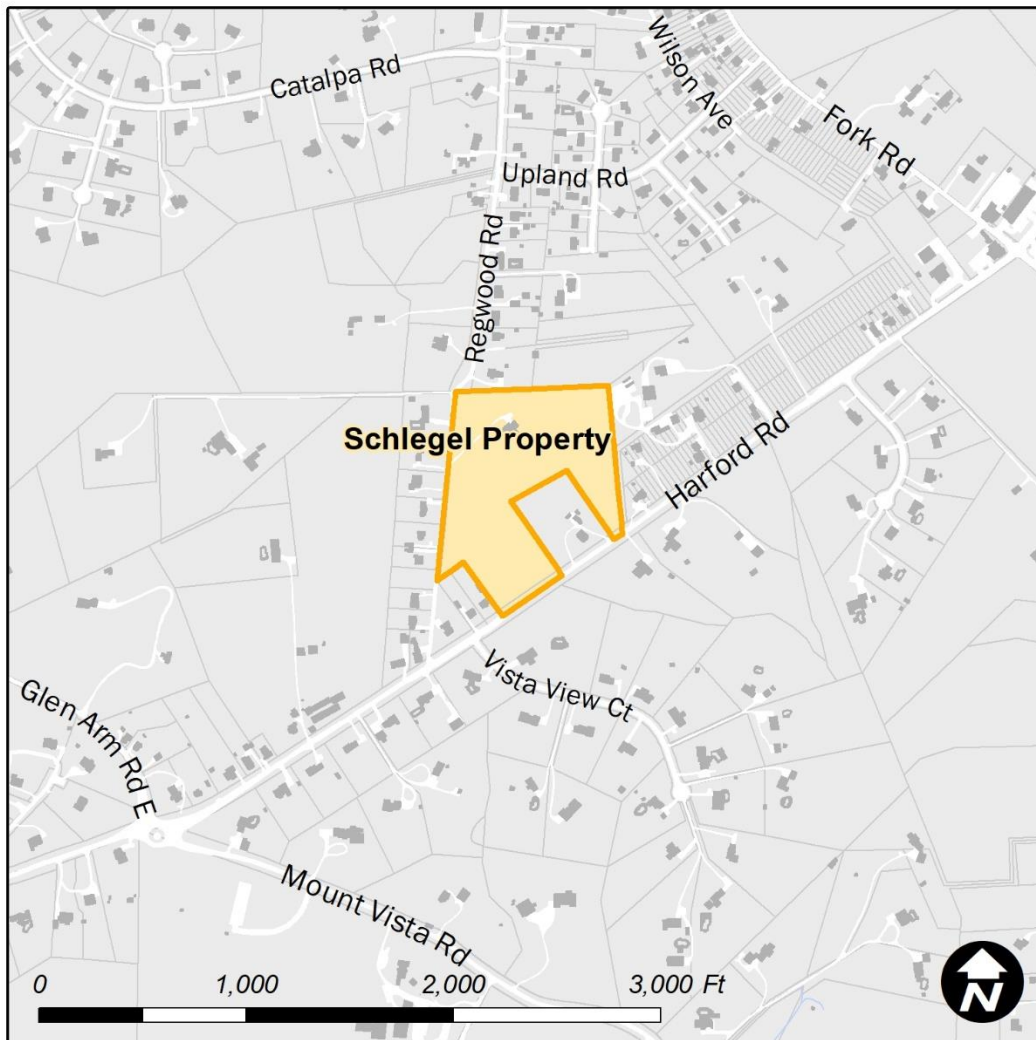 Wilson Ave
Catalpa Rd
Fork Rd
Upland Rd
Regwood Rd
Schlegel Property
Harford Rd
Vista View Ct
Glen Arm Rd E
Mount Vista Rd
0 1,000 2,000 3,000 Ft
N